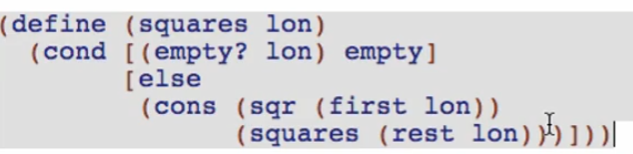 (define (squares lon)
(cond [(empty? lon) empty]
[else
(cons (sqr (first lon))
(squares (rest lon)))]))